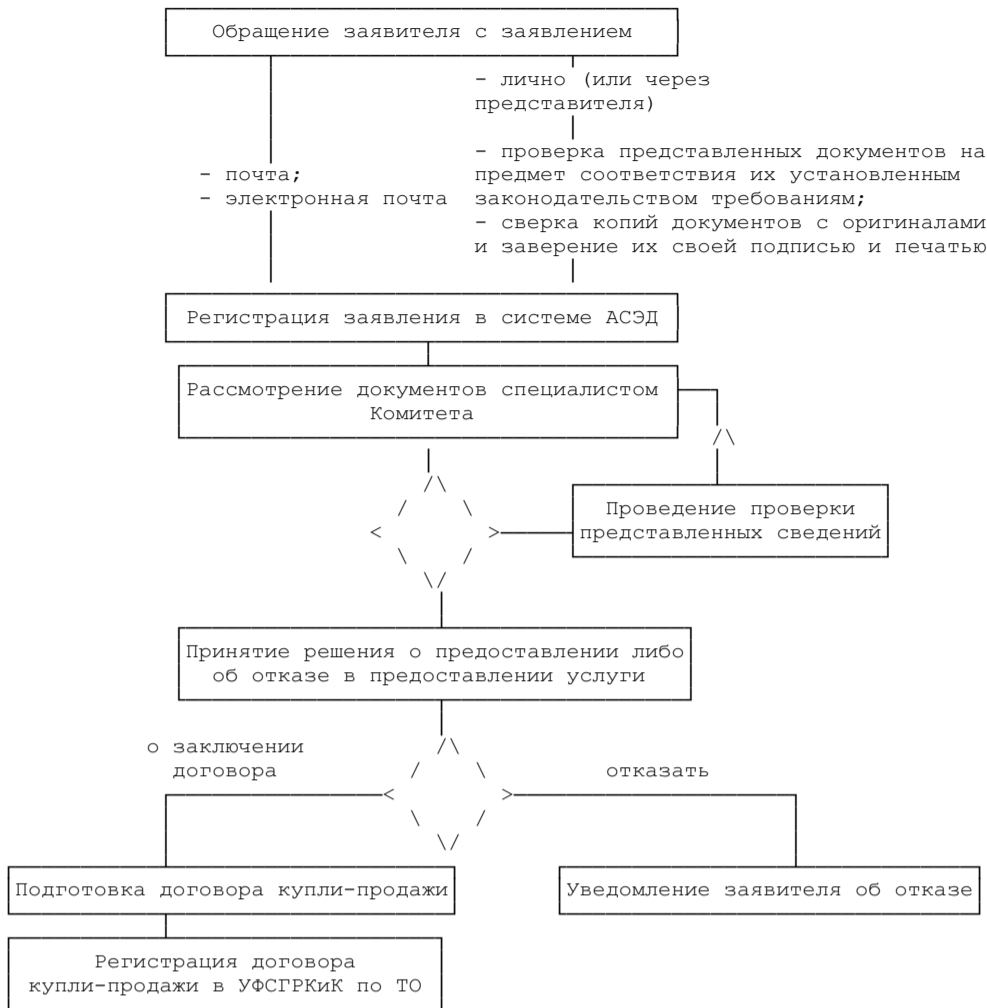 Обращение заявителя с заявлением
- лично (или через
представителя)
- почта;
- электронная почта
- проверка представленных документов на
предмет соответствия их установленным
законодательством требованиям;
- сверка копий документов с оригиналами
и заверение их своей подписью и печатью
Регистрация заявления в системе АСЭД
Рассмотрение документов специалистом
Комитета
Проведение проверки
представленных сведений
Принятие решения о предоставлении либо
об отказе в предоставлении услуги
о заключении
договора
отказать
Подготовка договора купли-продажи
Уведомление заявителя об отказе
Регистрация договора
купли-продажи в УФСГРКиК по ТО